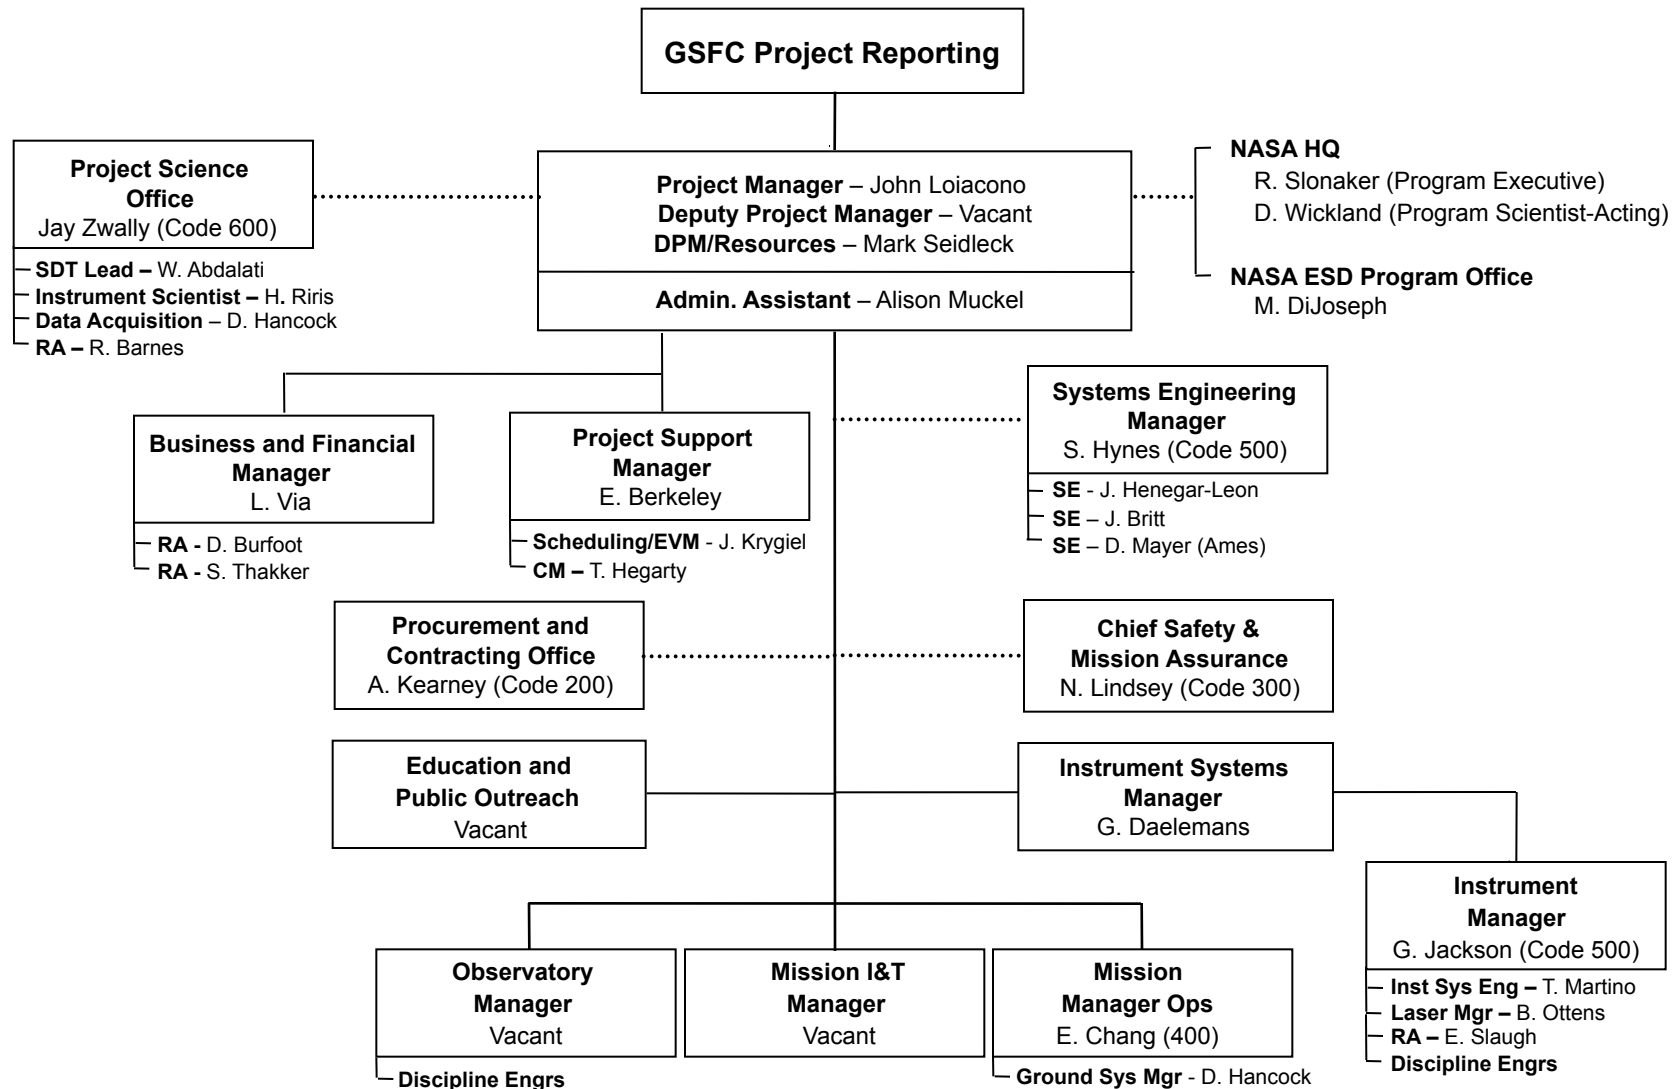 GSFC Project Reporting
Project Science
Office
Jay Zwally (Code 600)
SDT Lead – W. Abdalati
Instrument Scientist – H. Riris
Data Acquisition – D. Hancock
RA – R. Barnes
Project Manager – John Loiacono
Deputy Project Manager – Vacant
DPM/Resources – Mark Seidleck
Admin. Assistant – Alison Muckel
NASA HQ
R. Slonaker (Program Executive)
D. Wickland (Program Scientist-Acting)
NASA ESD Program Office
M. DiJoseph
Business and Financial
Manager
L. Via
RA - D. Burfoot
RA - S. Thakker
Project Support
Manager
E. Berkeley
Scheduling/EVM - J. Krygiel
CM – T. Hegarty
Systems Engineering
Manager
S. Hynes (Code 500)
SE - J. Henegar-Leon
SE – J. Britt
SE – D. Mayer (Ames)
Procurement and
Contracting Office
A. Kearney (Code 200)
Chief Safety &
Mission Assurance
N. Lindsey (Code 300)
Education and
Public Outreach
Vacant
Instrument Systems
Manager
G. Daelemans
Instrument
Manager
G. Jackson (Code 500)
Inst Sys Eng – T. Martino
Laser Mgr – B. Ottens
RA – E. Slaugh
Discipline Engrs
Observatory
Manager
Vacant
Discipline Engrs
Mission I&T
Manager
Vacant
Mission
Manager Ops
E. Chang (400)
Ground Sys Mgr - D. Hancock